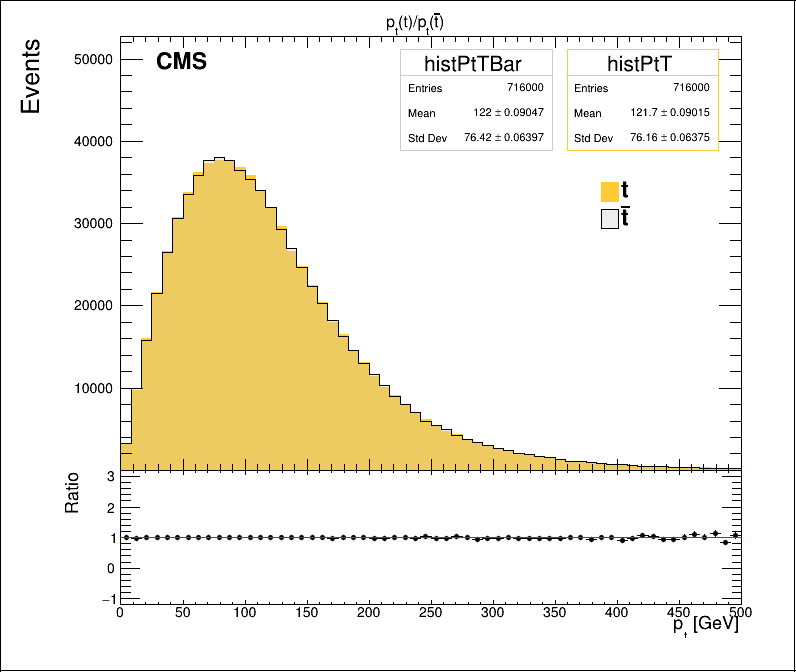 p_t(t)/p_t(t̄)
Events
CMS
50000
40000
30000
20000
10000
histPtTBar
Entries 716000
Mean 122 ± 0.09047
Std Dev 76.42 ± 0.06397
histPtT
Entries 716000
Mean 121.7 ± 0.09015
Std Dev 76.16 ± 0.06375
t
t̄
Ratio
3
2
1
0
−1
0 50 100 150 200 250 300 350 400 450 500
p_t [GeV]